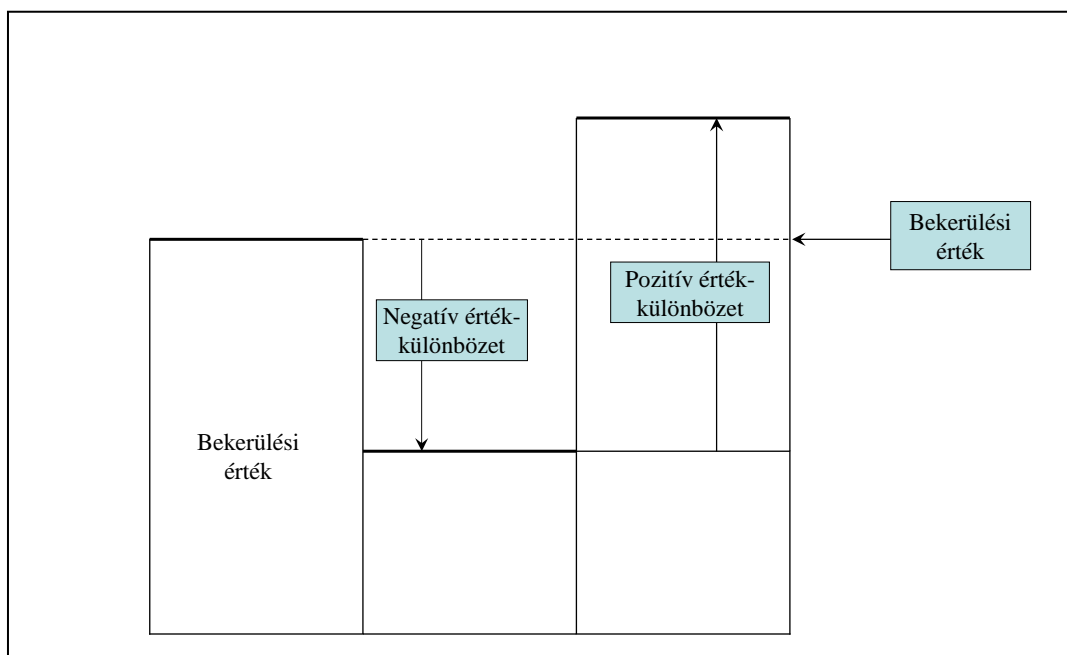 Bekerülési
érték
Pozitív érték-
különbözet
Negatív érték-
különbözet
Bekerülési
érték